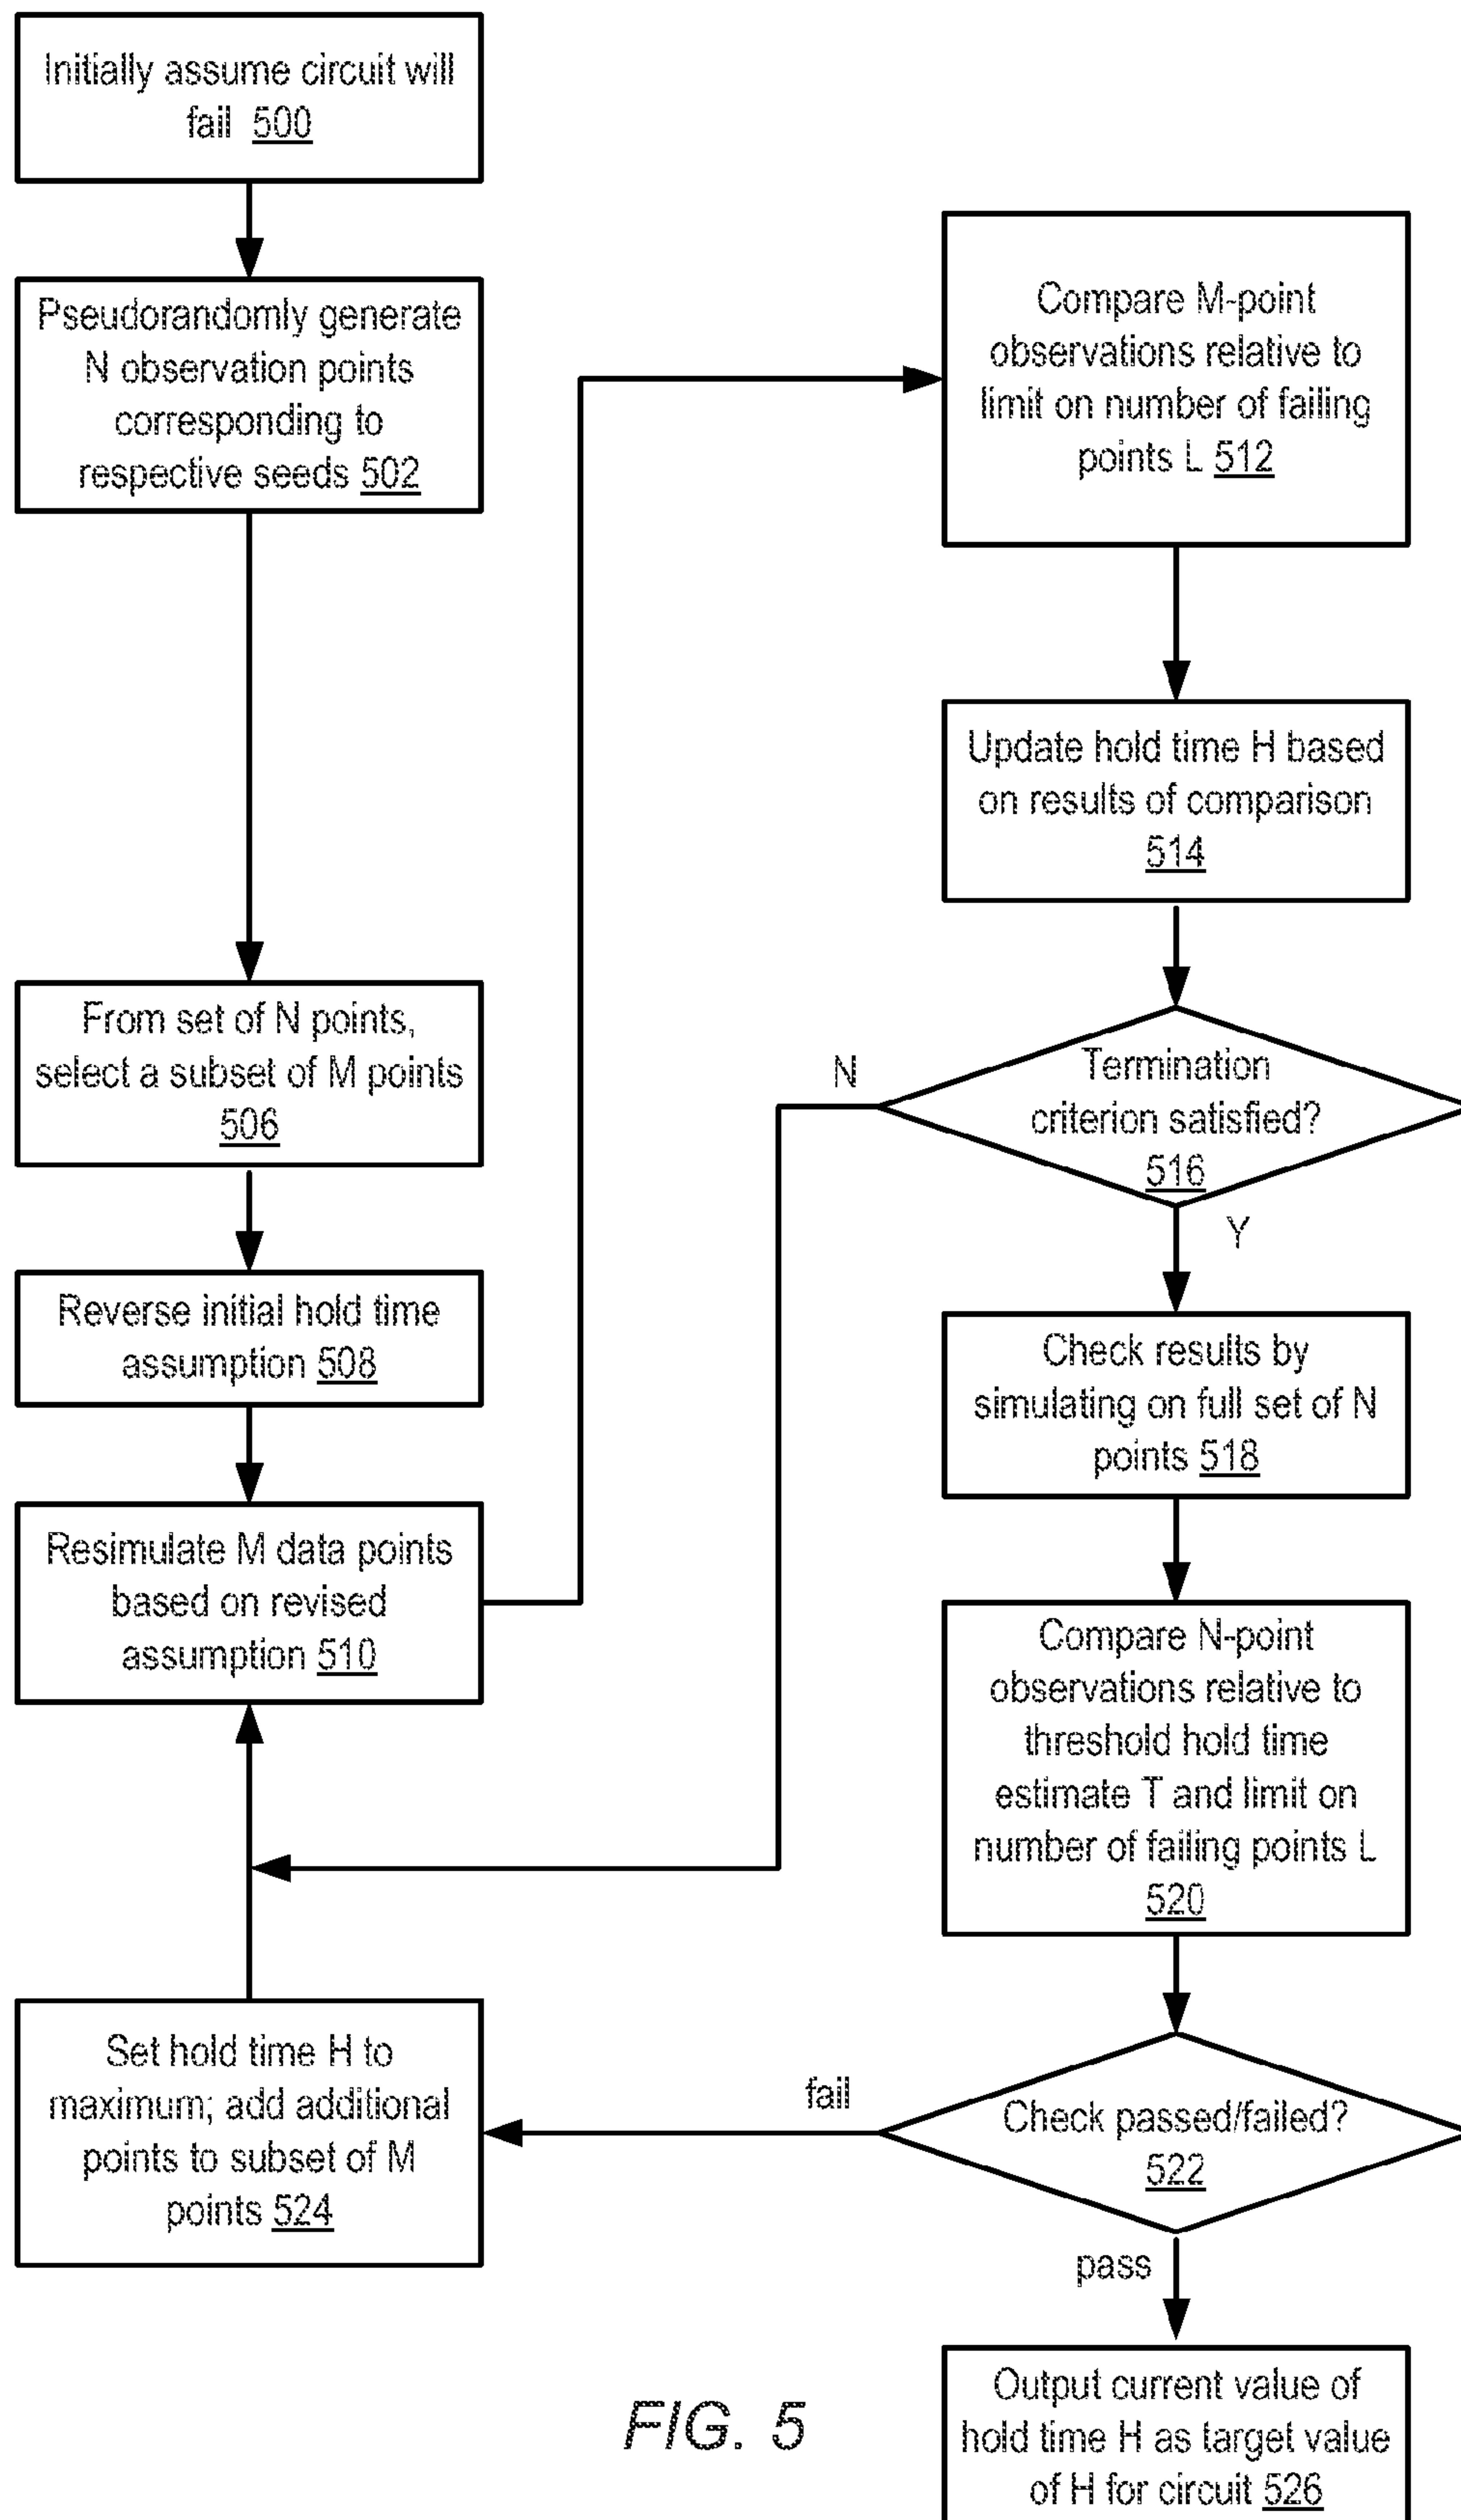 Initially assume circuit will
fail 500
Pseudorandomly generate
N observation points
corresponding to
respective seeds 502
From set of N points,
select a subset of M points
506
Reverse initial hold time
assumption 508
Resimulate M data points
based on revised
assumption 510
Compare M-point
observations relative to
limit on number of failing
points L 512
Update hold time H based
on results of comparison
514
N
Termination
criterion satisfied?
516
Y
Check results by
simulating on full set of N
points 518
Compare N-point
observations relative to
threshold hold time
estimate T and limit on
number of failing points L
520
Check passed/failed?
522
fail
Set hold time H to
maximum; add additional
points to subset of M
points 524
pass
Output current value of
hold time H as target value
of H for circuit 526
FIG. 5